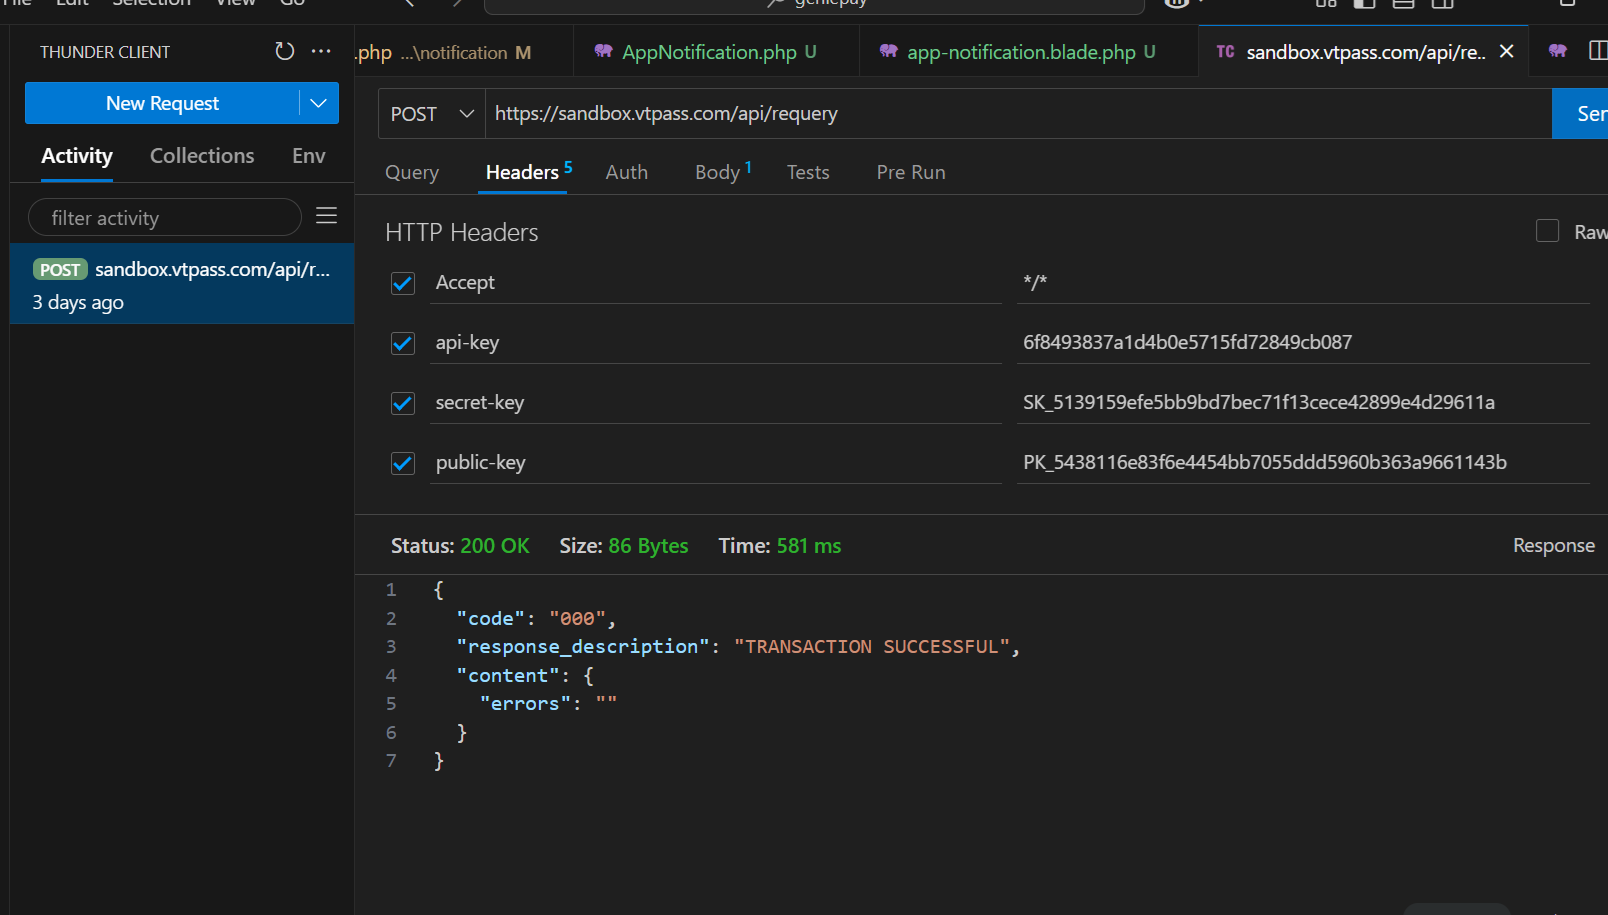 Edit Selection View Go
geniepay
THUNDER CLIENT
.php ...\notification M
AppNotification.php U
app-notification.blade.php U
TC sandbox.vtpass.com/api/re..
New Request
POST
https://sandbox.vtpass.com/api/requery
Activity Collections Env
Query Headers 5 Auth Body 1 Tests Pre Run
filter activity
HTTP Headers
Raw
POST sandbox.vtpass.com/api/r...
3 days ago
Accept */*
api-key 6f8493837a1d4b0e5715fd72849cb087
secret-key SK_5139159efe5bb9bd7bec71f13cece42899e4d29611a
public-key PK_5438116e83f6e4454bb7055ddd5960b363a9661143b
Status: 200 OK Size: 86 Bytes Time: 581 ms
Response
1 {
2 "code": "000",
3 "response_description": "TRANSACTION SUCCESSFUL",
4 "content": {
5 "errors": ""
6 }
7 }